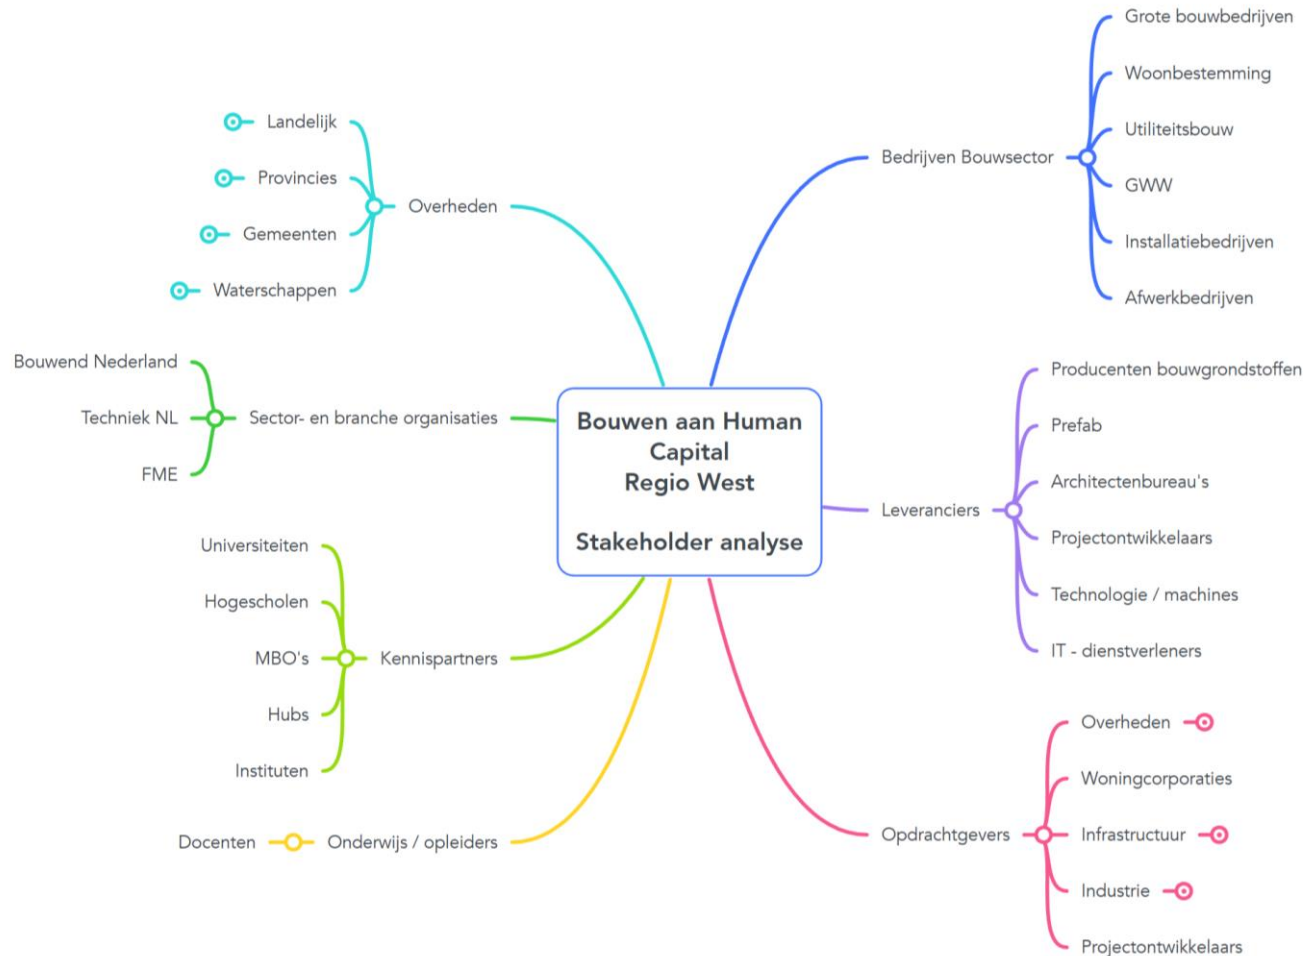 Bouwen aan Human
Capital
Regio West
Stakeholder analyse
Bedrijven Bouwsector
Grote bouwbedrijven
Woonbestemming
Utiliteitsbouw
GWW
Installatiebedrijven
Afwerkbedrijven
Leveranciers
Producenten bouwgrondstoffen
Prefab
Architectenbureau's
Projectontwikkelaars
Technologie / machines
IT - dienstverleners
Opdrachtgevers
Overheden
Woningcorporaties
Infrastructuur
Industrie
Projectontwikkelaars
Overheden
Landelijk
Provincies
Gemeenten
Waterschappen
Sector- en branche organisaties
Bouwend Nederland
Techniek NL
FME
Kennispartners
Universiteiten
Hogescholen
MBO's
Hubs
Instituten
Onderwijs / opleiders
Docenten